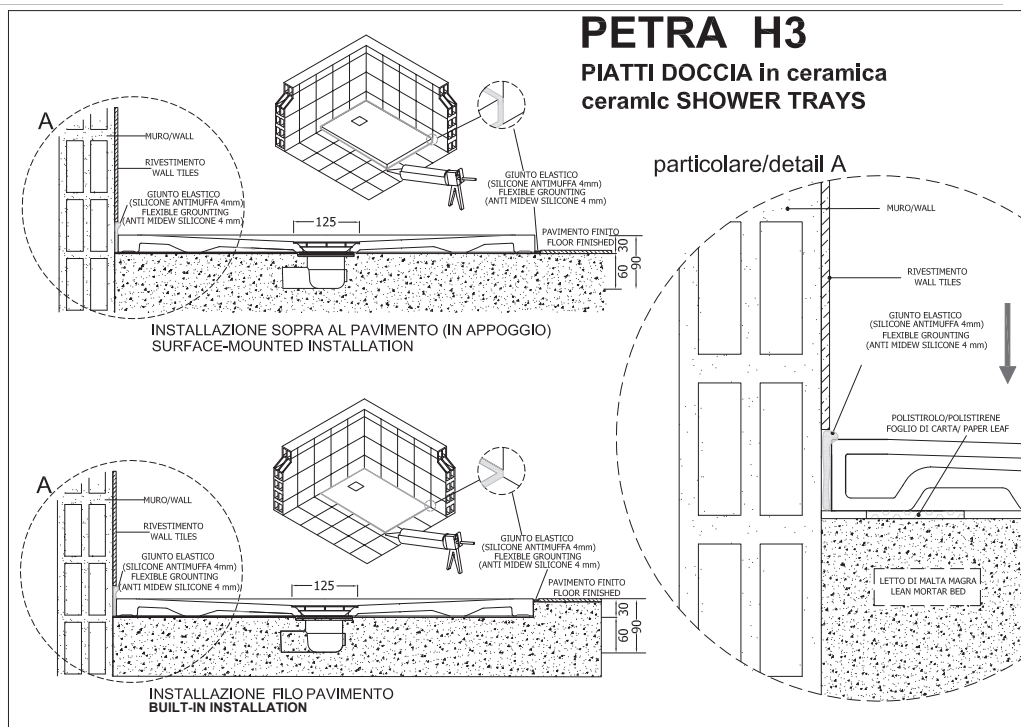 PETRA H3
PIATTI DOCCIA in ceramica
ceramic SHOWER TRAYS
A
MURO/WALL
RIVESTIMENTO
WALL TILES
GIUNTO ELASTICO
(SILICONE ANTIMUFFA 4mm)
FLEXIBLE GROUNTING
(ANTI MIDEW SILICONE 4 mm)
125
GIUNTO ELASTICO
(SILICONE ANTIMUFFA 4mm)
FLEXIBLE GROUNTING
(ANTI MIDEW SILICONE 4 mm)
PAVIMENTO FINITO
FLOOR FINISHED
30
60
90
INSTALLAZIONE SOPRA AL PAVIMENTO (IN APPOGGIO)
SURFACE-MOUNTED INSTALLATION
A
MURO/WALL
RIVESTIMENTO
WALL TILES
GIUNTO ELASTICO
(SILICONE ANTIMUFFA 4mm)
FLEXIBLE GROUNTING
(ANTI MIDEW SILICONE 4 mm)
125
GIUNTO ELASTICO
(SILICONE ANTIMUFFA 4mm)
FLEXIBLE GROUNTING
(ANTI MIDEW SILICONE 4 mm)
PAVIMENTO FINITO
FLOOR FINISHED
30
60
90
INSTALLAZIONE FILO PAVIMENTO
BUILT-IN INSTALLATION
particolare/detail A
MURO/WALL
RIVESTIMENTO
WALL TILES
GIUNTO ELASTICO
(SILICONE ANTIMUFFA 4mm)
FLEXIBLE GROUNTING
(ANTI MIDEW SILICONE 4 mm)
POLISTIROLO/POLISTIRENE
FOGLIO DI CARTA/ PAPER LEAF
LETTO DI MALTA MAGRA
LEAN MORTAR BED